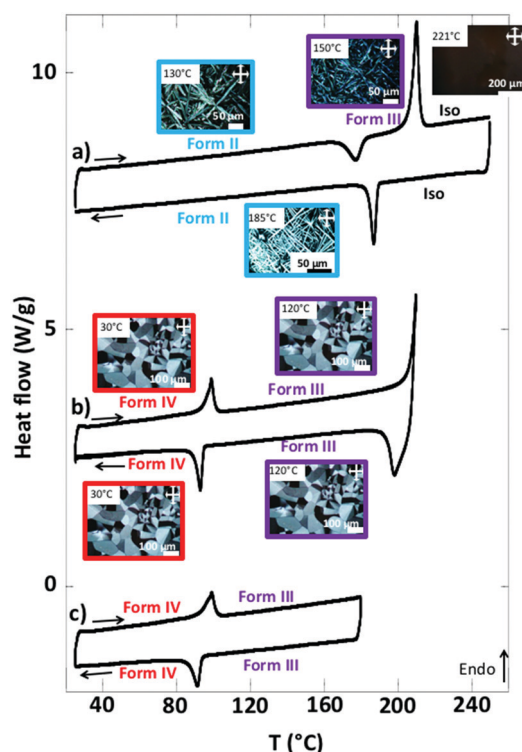 221°C
150°C
130°C
200 µm
10
50 µm
50 µm
Form III
Iso
a)
Form II
Form II
Iso
185°C
50 µm
Heat flow (W/g)
5
30°C
120°C
100 µm
100 µm
Form IV
Form III
b)
Form III
Form IV
30°C
120°C
100 µm
100 µm
0
c)
Form IV
Form III
Form IV
Form III
Endo
40
80
120
160
200
240
T (°C)